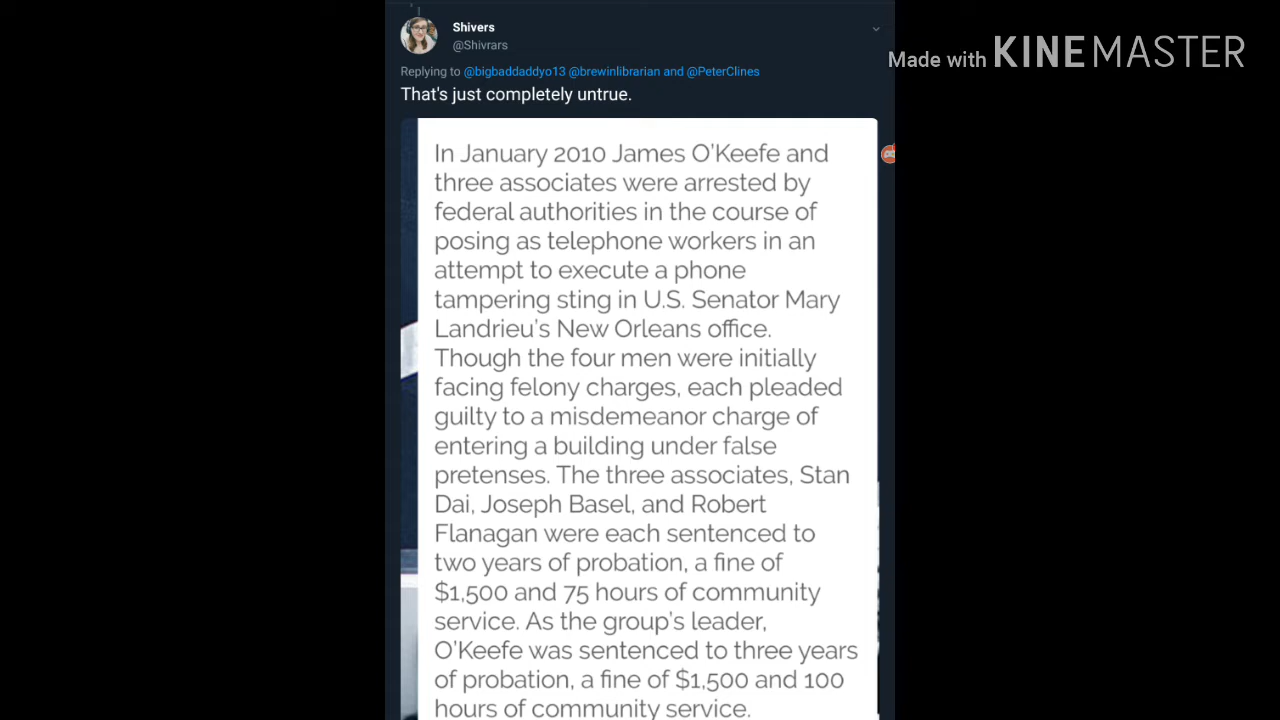 Shivers
@Shivrars
Made with KINEMASTER
Replying to @bigbaddaddyo13 @brewinlibrarian and @PeterClines
That's just completely untrue.
In January 2010 James O'Keefe and
three associates were arrested by
federal authorities in the course of
posing as telephone workers in an
attempt to execute a phone
tampering sting in U.S. Senator Mary
Landrieu's New Orleans office.
Though the four men were initially
facing felony charges, each pleaded
guilty to a misdemeanor charge of
entering a building under false
pretenses. The three associates, Stan
Dai, Joseph Basel, and Robert
Flanagan were each sentenced to
two years of probation, a fine of
$1,500 and 75 hours of community
service. As the group's leader,
O'Keefe was sentenced to three years
of probation, a fine of $1,500 and 100
hours of community service.